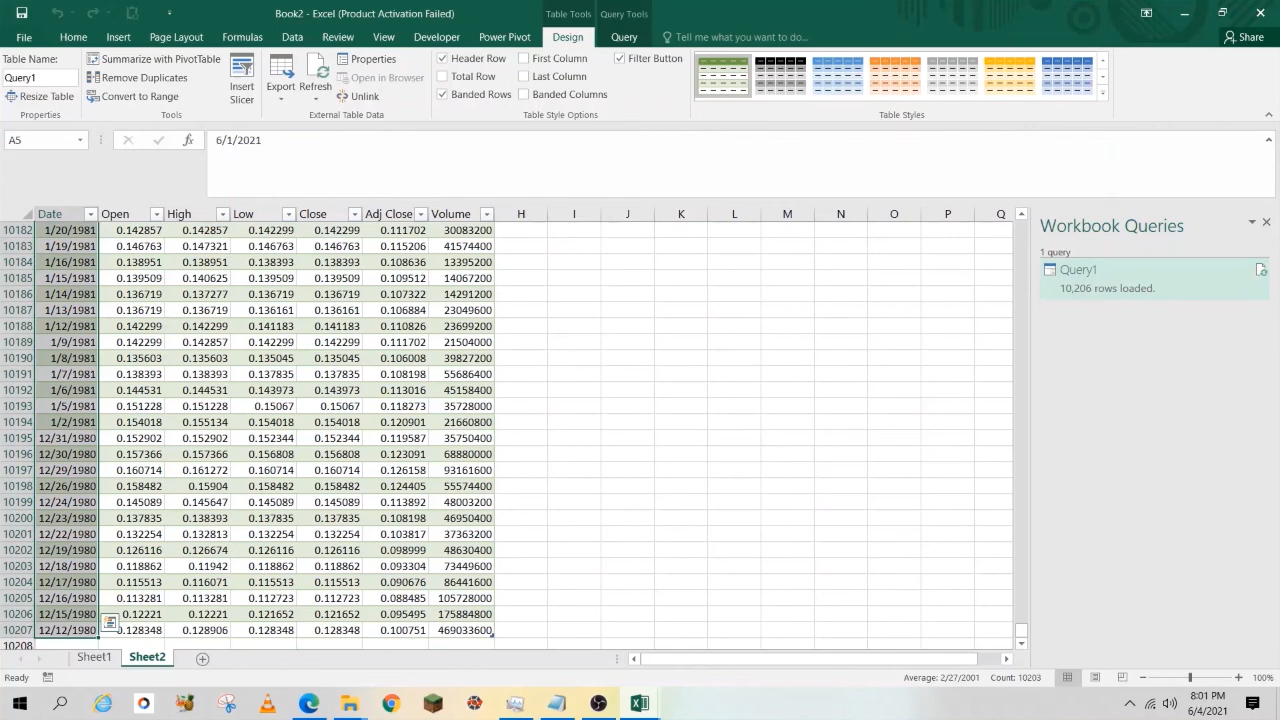 Book2 - Excel (Product Activation Failed)
Table Tools
Query Tools
File
Home
Insert
Page Layout
Formulas
Data
Review
View
Developer
Power Pivot
Design
Query
Tell me what you want to do...
Share
Table Name:
Query1
Resize Table
Properties
Summarize with PivotTable
Remove Duplicates
Convert to Range
Tools
Insert
Slicer
Export
Refresh
Properties
Open in Browser
Unlink
External Table Data
Header Row
Total Row
Banded Rows
First Column
Last Column
Banded Columns
Filter Button
Table Style Options
Table Styles
A5
fx
6/1/2021
Date Open High Low Close Adj Close Volume H I J K L M N O P Q
10182 1/20/1981 0.142857 0.142857 0.142299 0.142299 0.111702 30083200
10183 1/19/1981 0.146763 0.147321 0.146763 0.146763 0.115206 41574400
10184 1/16/1981 0.138951 0.138951 0.138393 0.138393 0.108636 13395200
10185 1/15/1981 0.139509 0.140625 0.139509 0.139509 0.109512 14067200
10186 1/14/1981 0.136719 0.137277 0.136719 0.136719 0.107322 14291200
10187 1/13/1981 0.136719 0.136719 0.136161 0.136161 0.106884 23049600
10188 1/12/1981 0.142299 0.142299 0.141183 0.141183 0.110826 23699200
10189 1/9/1981 0.142299 0.142857 0.142299 0.142299 0.111702 21504000
10190 1/8/1981 0.135603 0.135603 0.135045 0.135045 0.106008 39827200
10191 1/7/1981 0.138393 0.138393 0.137835 0.137835 0.108198 55686400
10192 1/6/1981 0.144531 0.144531 0.143973 0.143973 0.113016 45158400
10193 1/5/1981 0.151228 0.151228 0.15067 0.15067 0.118273 35728000
10194 1/2/1981 0.154018 0.155134 0.154018 0.154018 0.120901 21660800
10195 12/31/1980 0.152902 0.152902 0.152344 0.152344 0.119587 35750400
10196 12/30/1980 0.157366 0.157366 0.156808 0.156808 0.123091 68880000
10197 12/29/1980 0.160714 0.161272 0.160714 0.160714 0.126158 93161600
10198 12/26/1980 0.158482 0.15904 0.158482 0.158482 0.124405 55574400
10199 12/24/1980 0.145089 0.145647 0.145089 0.145089 0.113892 48003200
10200 12/23/1980 0.137835 0.138393 0.137835 0.137835 0.108198 46950400
10201 12/22/1980 0.132254 0.132813 0.132254 0.132254 0.103817 37363200
10202 12/19/1980 0.126116 0.126674 0.126116 0.126116 0.098999 48630400
10203 12/18/1980 0.118862 0.11942 0.118862 0.118862 0.093304 73449600
10204 12/17/1980 0.115513 0.116071 0.115513 0.115513 0.090676 86441600
10205 12/16/1980 0.113281 0.113281 0.112723 0.112723 0.088485 105728000
10206 12/15/1980 0.12221 0.12221 0.121652 0.121652 0.095495 175884800
10207 12/12/1980 0.128348 0.128906 0.128348 0.128348 0.100751 469033600
10208
Workbook Queries
1 query
Query1
10,206 rows loaded.
Sheet1
Sheet2
Ready
Average: 2/27/2001
Count: 10203
100%
8:01 PM
6/4/2021